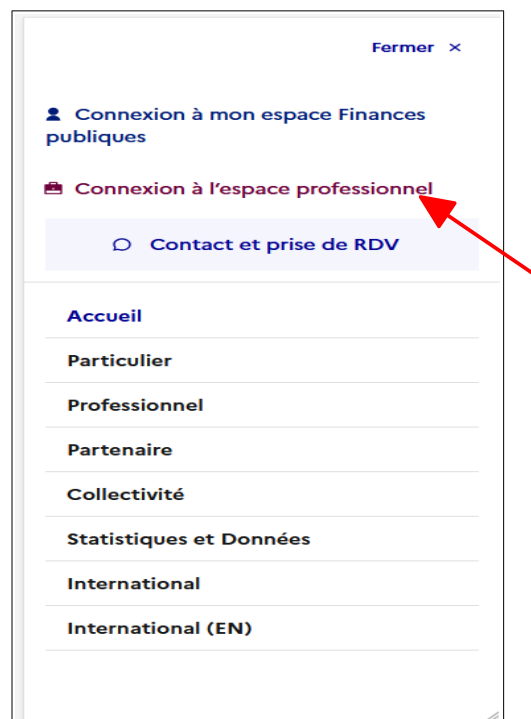 Fermer ×
Connexion à mon espace Finances
publiques
Connexion à l'espace professionnel
Contact et prise de RDV
Accueil
Particulier
Professionnel
Partenaire
Collectivité
Statistiques et Données
International
International (EN)